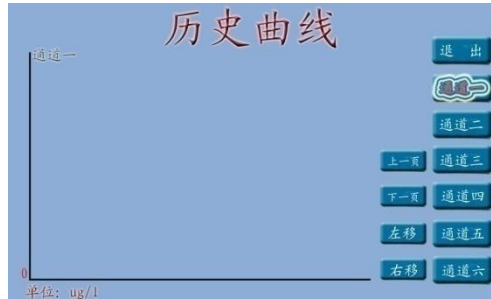 历史曲线
通道一
退 出
通道一
通道二
上一页 通道三
下一页 通道四
左移 通道五
右移 通道六
0
单位: ug/l